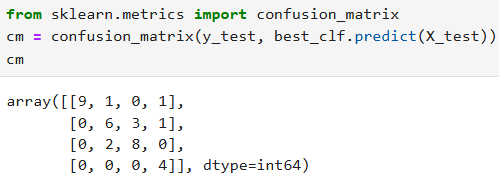 from sklearn.metrics import confusion_matrix
cm = confusion_matrix(y_test, best_clf.predict(X_test))
cm
array([[9, 1, 0, 1],
       [0, 6, 3, 1],
       [0, 2, 8, 0],
       [0, 0, 0, 4]], dtype=int64)